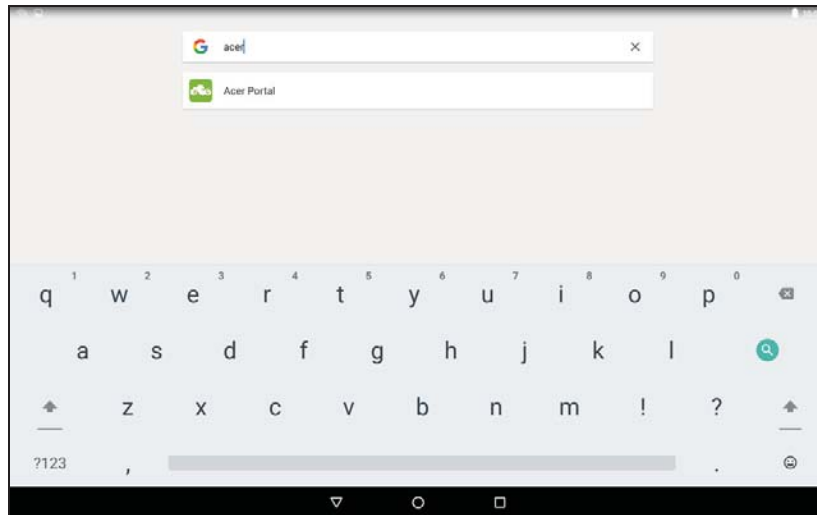 acer
Acer Portal
1 2 3 4 5 6 7 8 9 0
q w e r t y u i o p
a s d f g h j k l
z x c v b n m ! ?
?123 , .